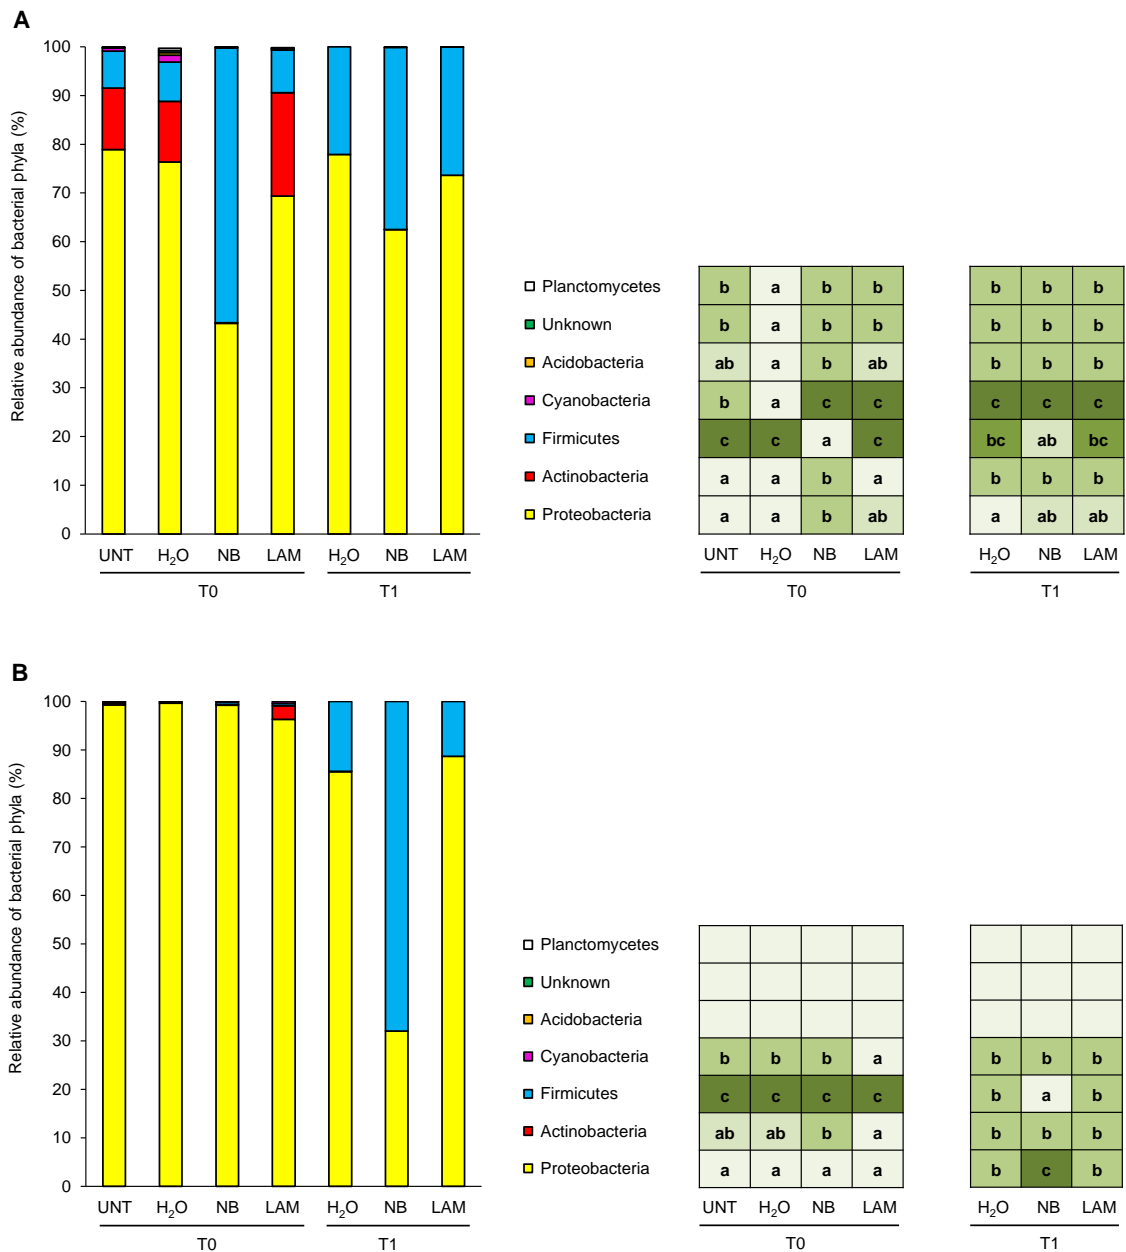 A
Relative abundance of bacterial phyla (%)
100
90
80
70
60
50
40
30
20
10
0
UNT H₂O NB LAM H₂O NB LAM
T0 T1
Planctomycetes b a b b b b b
Unknown b a b b b b b
Acidobacteria ab a b ab b b b
Cyanobacteria b a c c c c c
Firmicutes c c a c bc ab bc
Actinobacteria a a b a b b b
Proteobacteria a a b ab a ab ab
UNT H₂O NB LAM H₂O NB LAM
T0 T1
B
Relative abundance of bacterial phyla (%)
100
90
80
70
60
50
40
30
20
10
0
UNT H₂O NB LAM H₂O NB LAM
T0 T1
Planctomycetes
Unknown
Acidobacteria
Cyanobacteria b b b a b b b
Firmicutes c c c c b a b
Actinobacteria ab ab b a b b b
Proteobacteria a a a a b c b
UNT H₂O NB LAM H₂O NB LAM
T0 T1